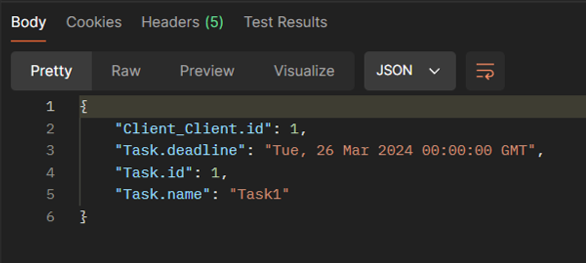 Body Cookies Headers (5) Test Results
Pretty Raw Preview Visualize JSON
1 {
2 "Client_Client.id": 1,
3 "Task.deadline": "Tue, 26 Mar 2024 00:00:00 GMT",
4 "Task.id": 1,
5 "Task.name": "Task1"
6 }